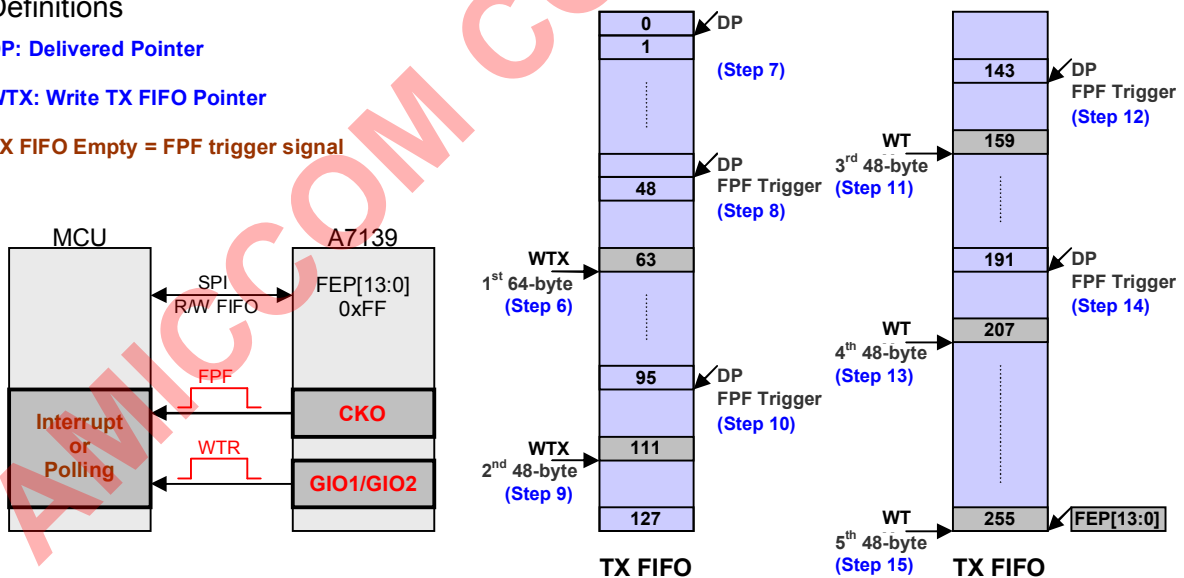 Definitions
DP: Delivered Pointer
WTX: Write TX FIFO Pointer
TX FIFO Empty = FPF trigger signal
MCU
A7139
SPI
R/W FIFO
FEP[13:0]
0xFF
FPF
CKO
Interrupt
or
Polling
WTR
GIO1/GIO2
0
DP
1
(Step 7)
DP
48
FPF Trigger
(Step 8)
WTX
63
1st 64-byte
(Step 6)
95
DP
FPF Trigger
(Step 10)
WTX
111
2nd 48-byte
(Step 9)
127
TX FIFO
143
DP
FPF Trigger
(Step 12)
WT
159
3rd 48-byte
(Step 11)
191
DP
FPF Trigger
(Step 14)
WT
207
4th 48-byte
(Step 13)
WT
255
FEP[13:0]
5th 48-byte
(Step 15)
TX FIFO
AMICCOM CO